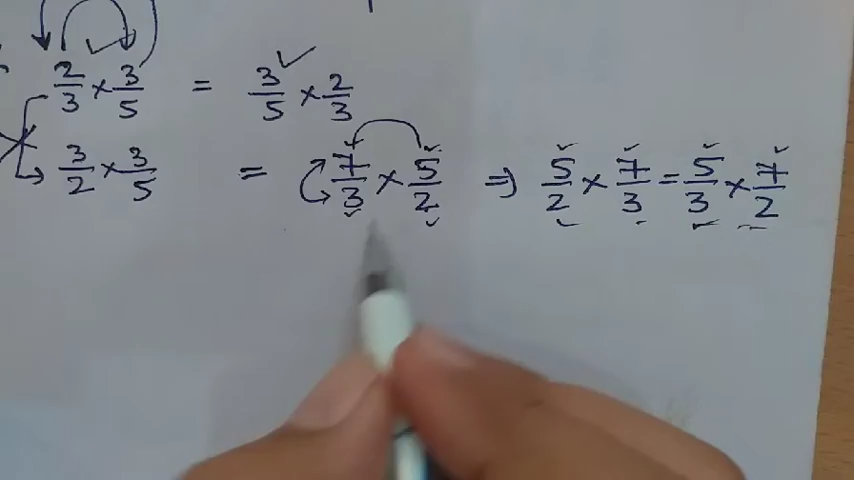 2/3 × 3/5 = 3/5 × 2/3
3/2 × 3/5 = 7/3 × 5/2 ⇒ 5/2 × 7/3 = 5/3 × 7/2